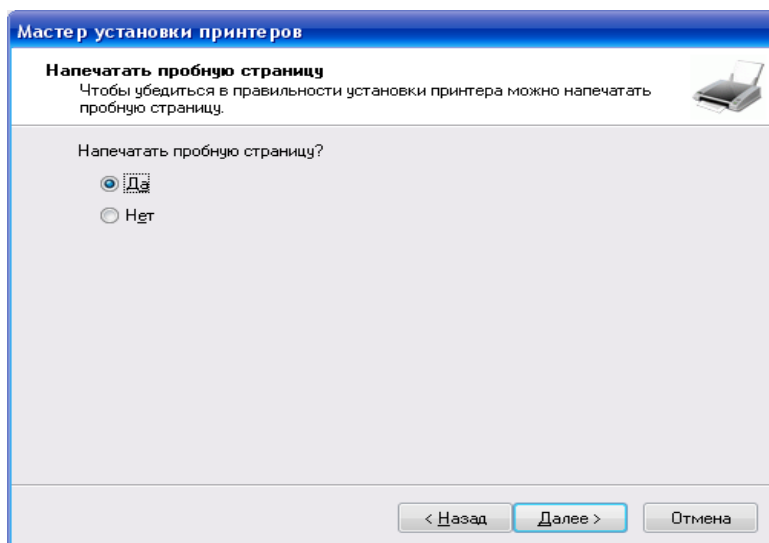 Мастер установки принтеров
Напечатать пробную страницу
Чтобы убедиться в правильности установки принтера можно напечатать
пробную страницу.
Напечатать пробную страницу?
Да
Нет
< Назад Далее > Отмена